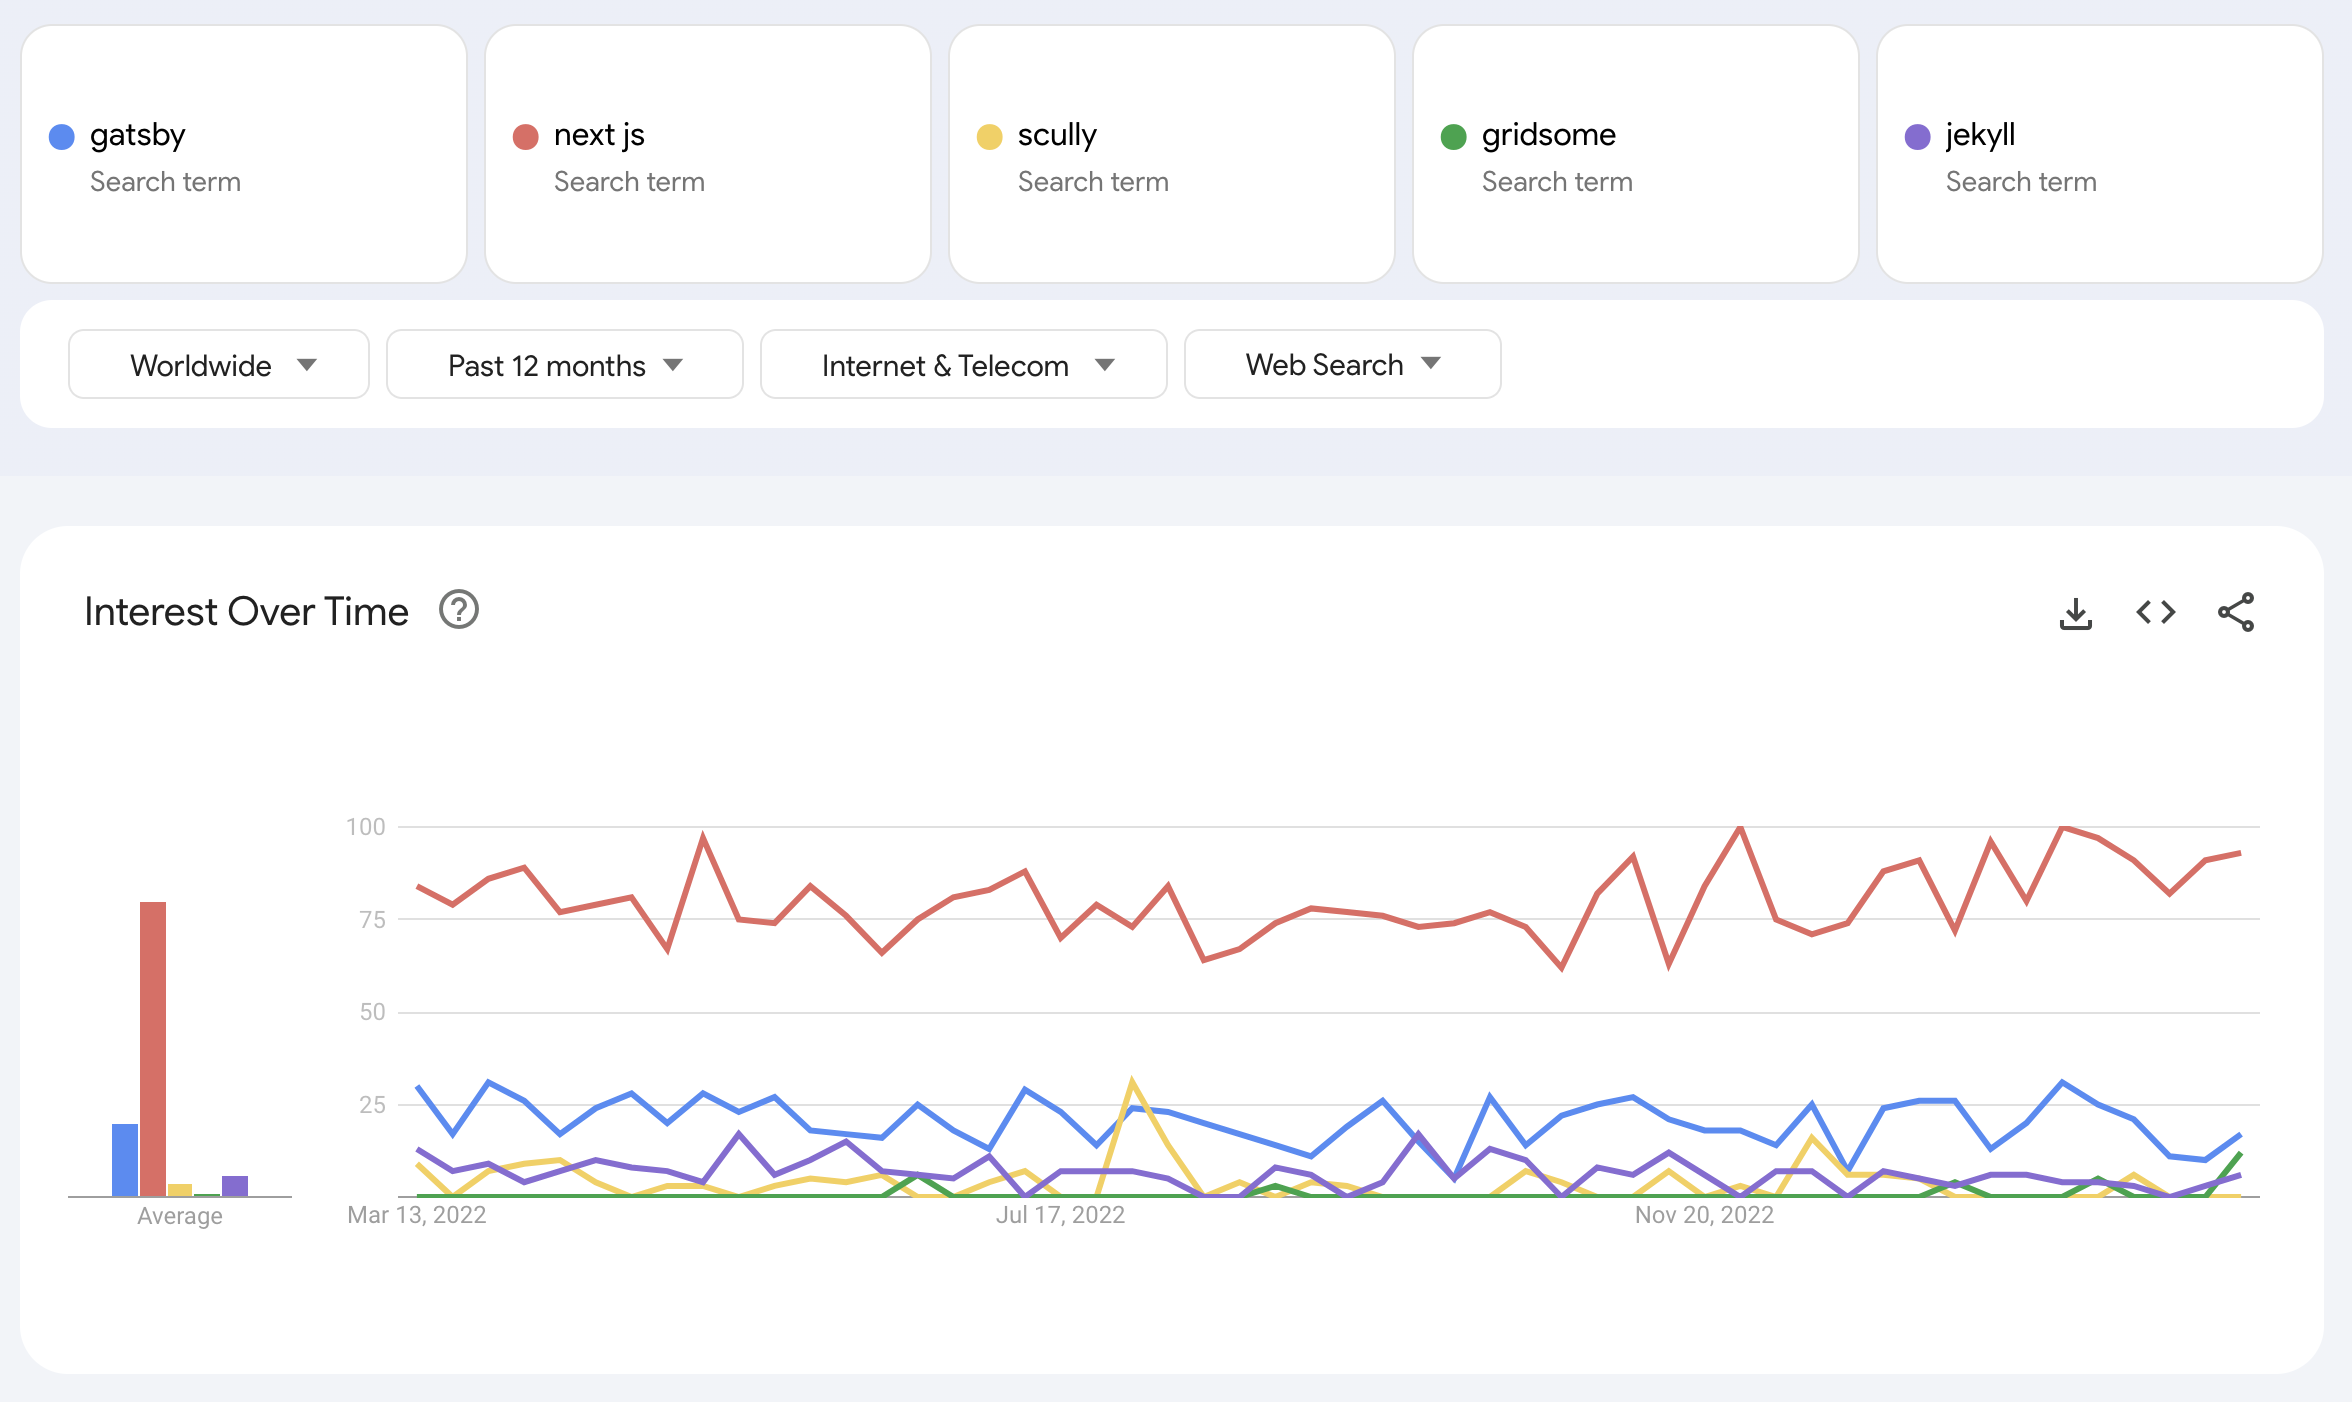 gatsby
Search term
next js
Search term
scully
Search term
gridsome
Search term
jekyll
Search term
Worldwide
Past 12 months
Internet & Telecom
Web Search
Interest Over Time
?
100
75
50
25
Average
Mar 13, 2022
Jul 17, 2022
Nov 20, 2022